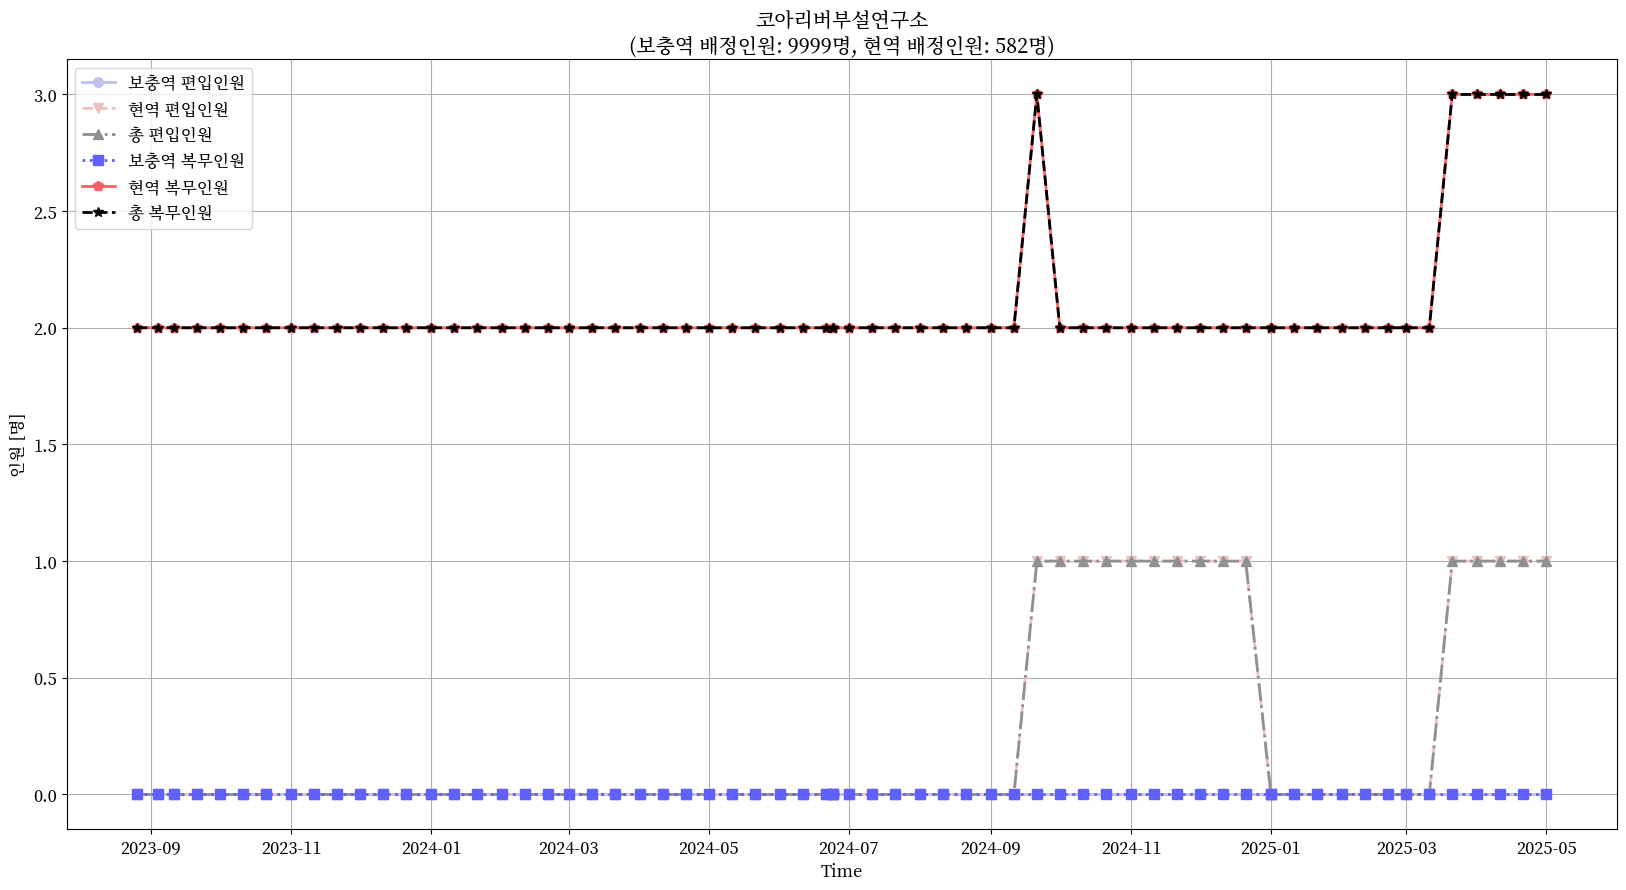 코아리버부설연구소
(보충역 배정인원: 9999명, 현역 배정인원: 582명)
보충역 편입인원
현역 편입인원
총 편입인원
보충역 복무인원
현역 복무인원
총 복무인원
3.0
2.5
2.0
1.5
1.0
0.5
0.0
인원 [명]
2023-09
2023-11
2024-01
2024-03
2024-05
2024-07
2024-09
2024-11
2025-01
2025-03
2025-05
Time